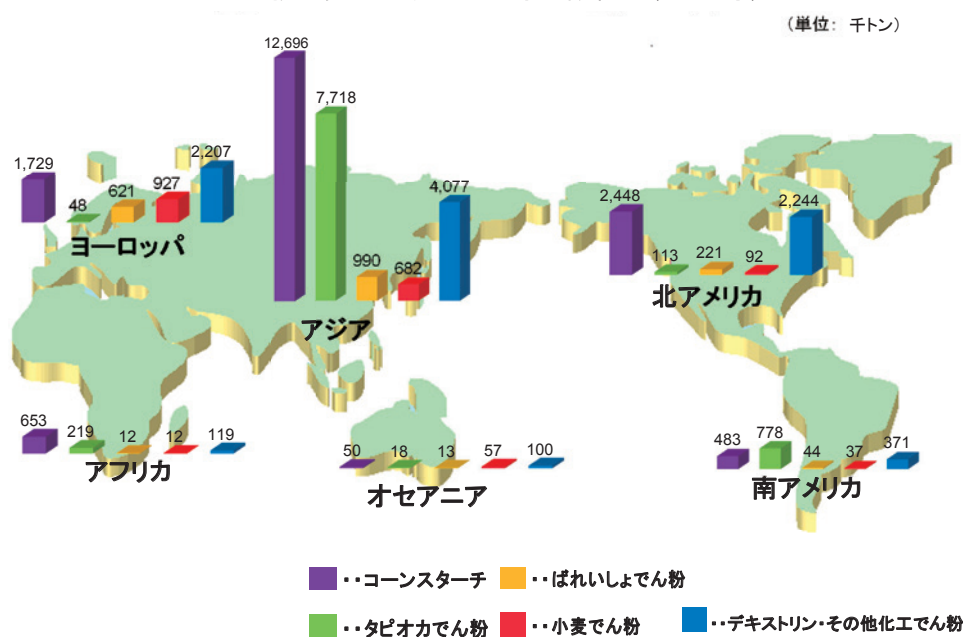 (単位: 千トン)
12,696
7,718
990
682
4,077
アジア
1,729
48
621
927
2,207
ヨーロッパ
2,448
113
221
92
2,244
北アメリカ
653
219
12
12
119
アフリカ
50
18
13
57
100
オセアニア
483
778
44
37
371
南アメリカ
・・コーンスターチ
・・ばれいしょでん粉
・・タピオカでん粉
・・小麦でん粉
・・デキストリン・その他化工でん粉